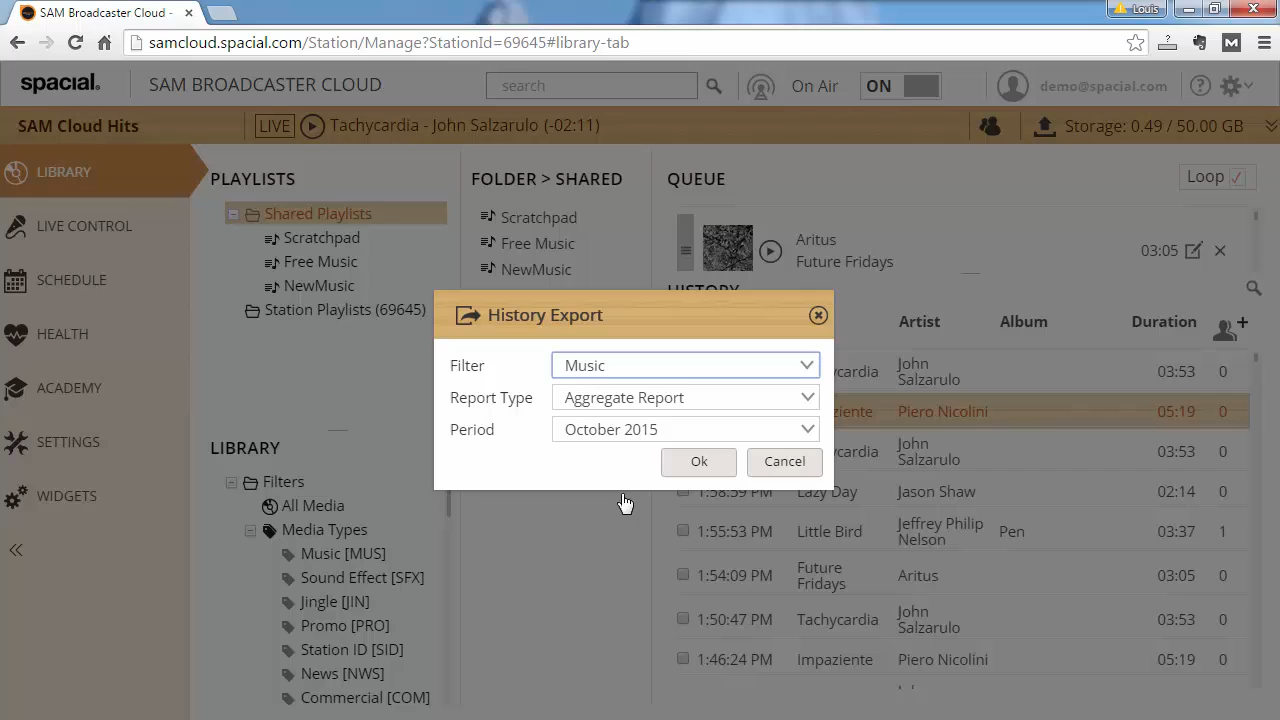 SAM Broadcaster Cloud -
Louis
samcloud.spacial.com/Station/Manage?StationId=69645#library-tab
spacial.
SAM BROADCASTER CLOUD
search
On Air
ON
demo@spacial.com
SAM Cloud Hits
LIVE
Tachycardia - John Salzarulo (-02:11)
Storage: 0.49 / 50.00 GB
LIBRARY
LIVE CONTROL
SCHEDULE
HEALTH
ACADEMY
SETTINGS
WIDGETS
PLAYLISTS
Shared Playlists
Scratchpad
Free Music
NewMusic
Station Playlists (69645)
LIBRARY
Filters
All Media
Media Types
Music [MUS]
Sound Effect [SFX]
Jingle [JIN]
Promo [PRO]
Station ID [SID]
News [NWS]
Commercial [COM]
FOLDER > SHARED
Scratchpad
Free Music
NewMusic
QUEUE
Loop
Aritus
Future Fridays
03:05
HISTORY
Artist Album Duration
ycardia John Salzarulo 03:53 0
ziente Piero Nicolini 05:19 0
ycardia John Salzarulo 03:53 0
1:58:59 PM Lazy Day Jason Shaw 02:14 0
1:55:53 PM Little Bird Jeffrey Philip Nelson Pen 03:37 1
1:54:09 PM Future Fridays Aritus 03:05 0
1:50:47 PM Tachycardia John Salzarulo 03:53 0
1:46:24 PM Impaziente Piero Nicolini 05:19 0
History Export
Filter Music
Report Type Aggregate Report
Period October 2015
Ok Cancel